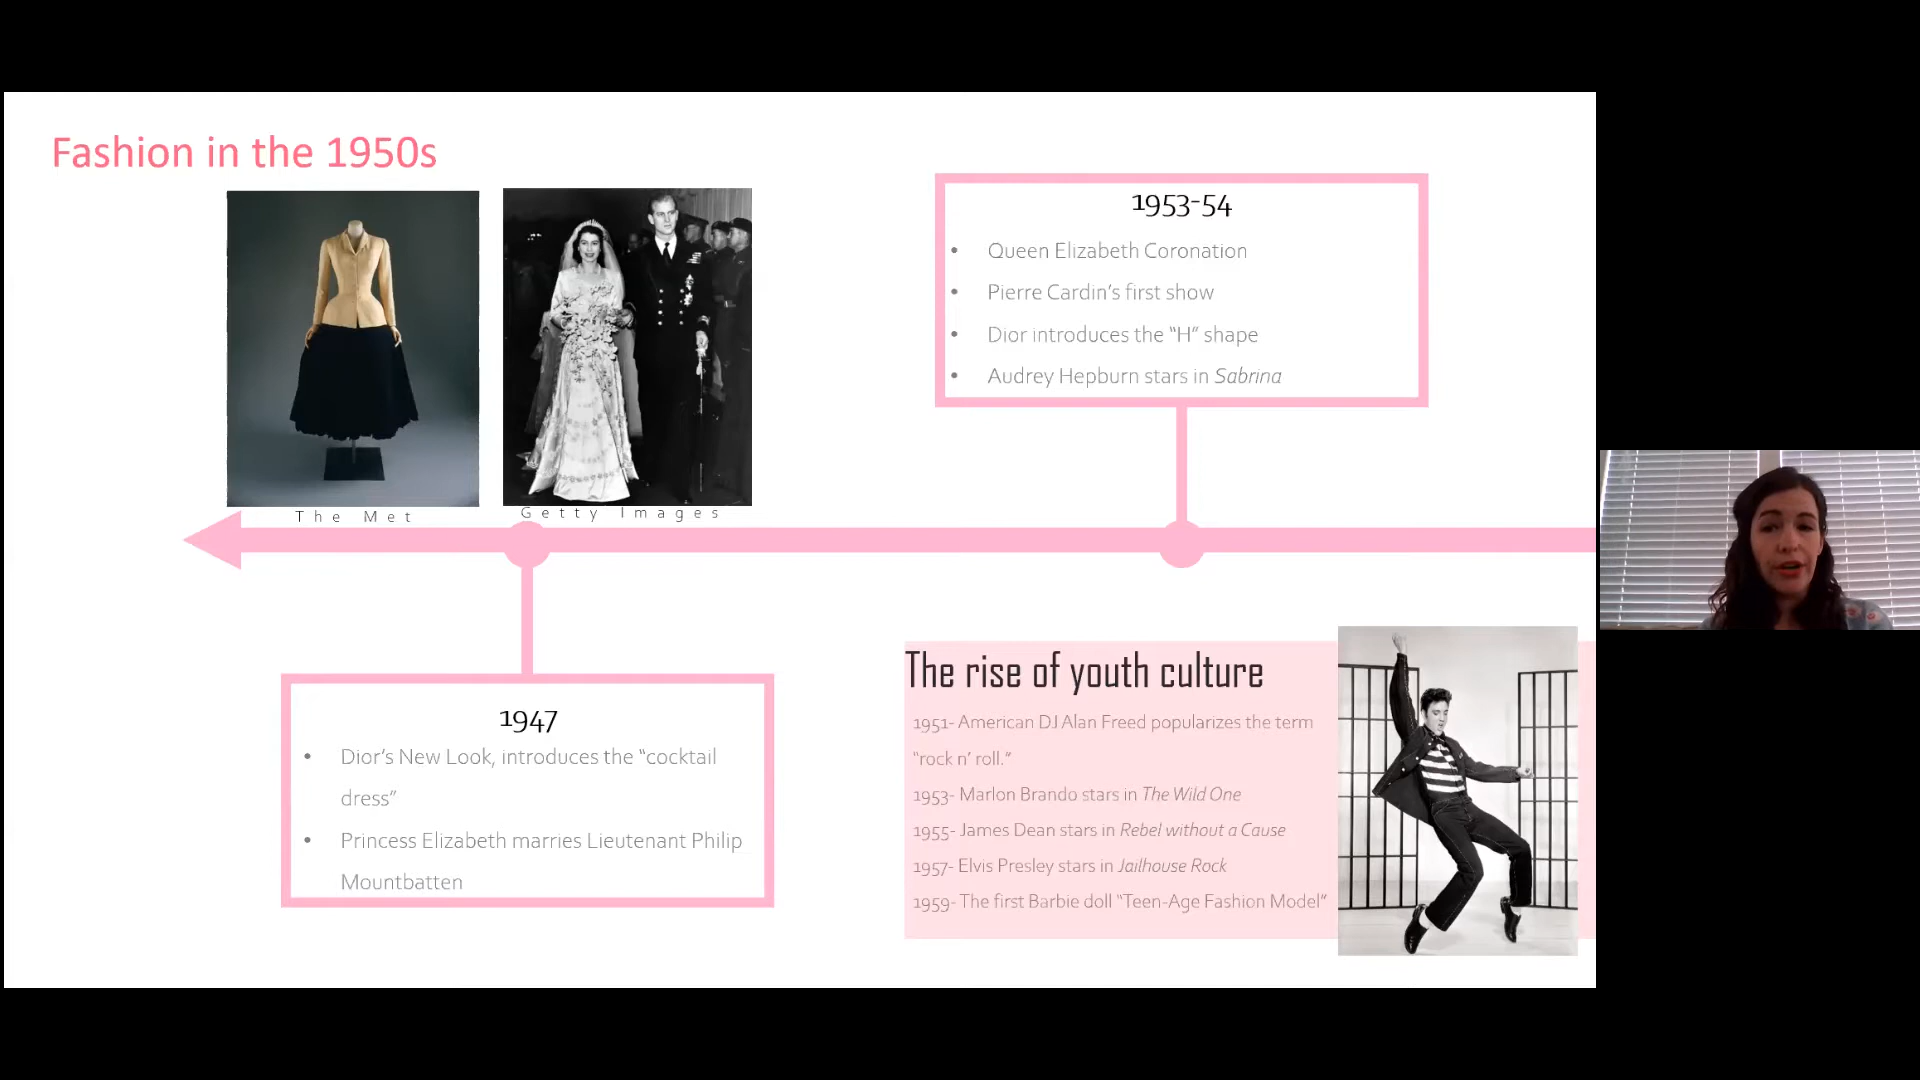 Fashion in the 1950s
The Met
Getty Images
1953-54
• Queen Elizabeth Coronation
• Pierre Cardin’s first show
• Dior introduces the “H” shape
• Audrey Hepburn stars in Sabrina
1947
• Dior’s New Look, introduces the “cocktail
dress”
• Princess Elizabeth marries Lieutenant Philip
Mountbatten
The rise of youth culture
1951- American DJ Alan Freed popularizes the term
“rock n’ roll.”
1953- Marlon Brando stars in The Wild One
1955- James Dean stars in Rebel without a Cause
1957- Elvis Presley stars in Jailhouse Rock
1959- The first Barbie doll “Teen-Age Fashion Model”